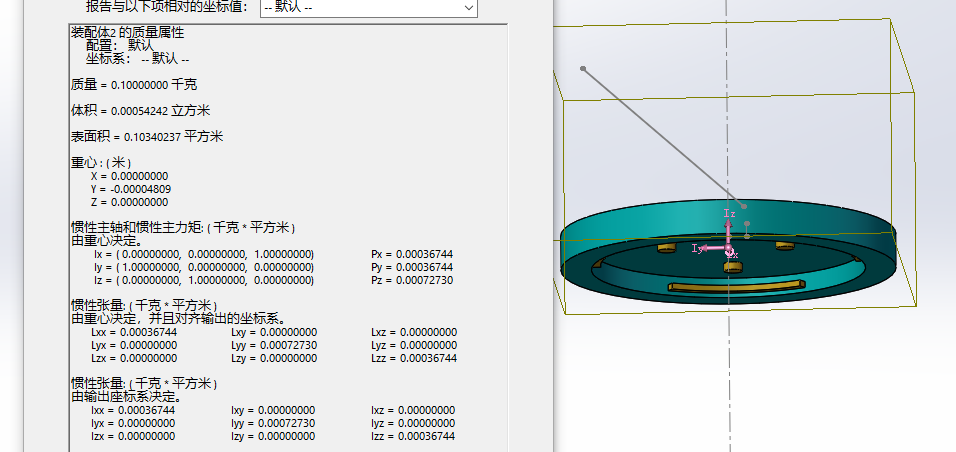 报告与以下项相对的坐标值： -- 默认 --
装配体2 的质量属性
配置： 默认
坐标系： -- 默认 --
质量 = 0.10000000 千克
体积 = 0.00054242 立方米
表面积 = 0.10340237 平方米
重心 : ( 米 )
X = 0.00000000
Y = -0.00004809
Z = 0.00000000
惯性主轴和惯性主力矩: ( 千克 * 平方米 )
由重心决定。
Ix = ( 0.00000000, 0.00000000, 1.00000000) Px = 0.00036744
Iy = ( 1.00000000, 0.00000000, 0.00000000) Py = 0.00036744
Iz = ( 0.00000000, 1.00000000, 0.00000000) Pz = 0.00072730
惯性张量: ( 千克 * 平方米 )
由重心决定，并且对齐输出的坐标系。
Lxx = 0.00036744 Lxy = 0.00000000 Lxz = 0.00000000
Lyx = 0.00000000 Lyy = 0.00072730 Lyz = 0.00000000
Lzx = 0.00000000 Lzy = 0.00000000 Lzz = 0.00036744
惯性张量: ( 千克 * 平方米 )
由输出座标系决定。
Ixx = 0.00036744 Ixy = 0.00000000 Ixz = 0.00000000
Iyx = 0.00000000 Iyy = 0.00072730 Iyz = 0.00000000
Izx = 0.00000000 Izy = 0.00000000 Izz = 0.00036744
Iz
Iy
Ix